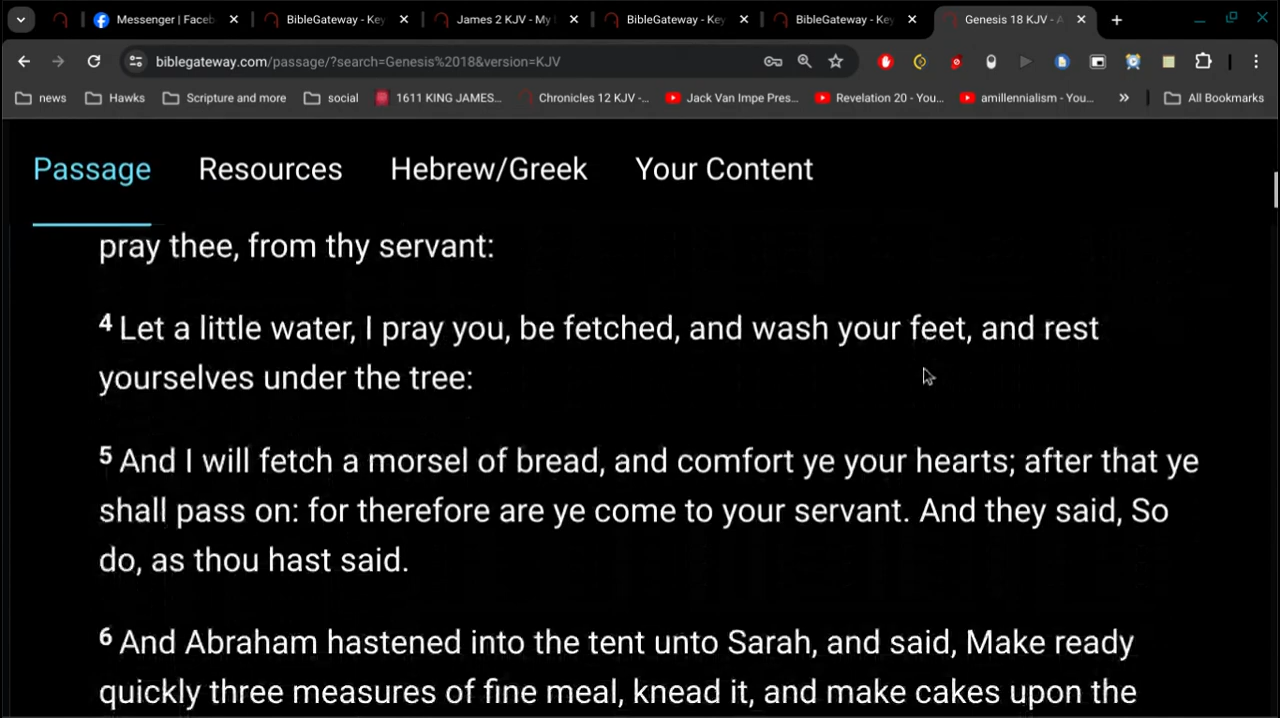 Messenger | Faceb
BibleGateway - Key
James 2 KJV - My
BibleGateway - Key
BibleGateway - Key
Genesis 18 KJV - A
biblegateway.com/passage/?search=Genesis%2018&version=KJV
news
Hawks
Scripture and more
social
1611 KING JAMES...
Chronicles 12 KJV -...
Jack Van Impe Pres...
Revelation 20 - You...
amillennialism - You...
All Bookmarks
Passage
Resources
Hebrew/Greek
Your Content
pray thee, from thy servant:
4 Let a little water, I pray you, be fetched, and wash your feet, and rest
yourselves under the tree:
5 And I will fetch a morsel of bread, and comfort ye your hearts; after that ye
shall pass on: for therefore are ye come to your servant. And they said, So
do, as thou hast said.
6 And Abraham hastened into the tent unto Sarah, and said, Make ready
quickly three measures of fine meal, knead it, and make cakes upon the